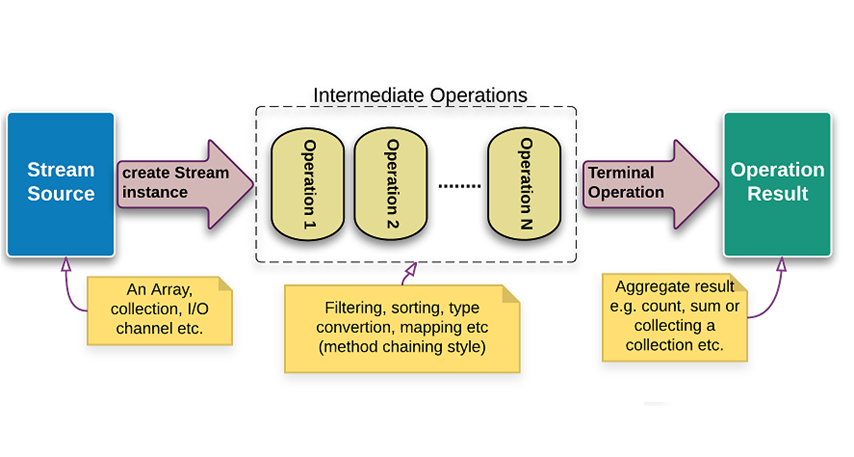 Intermediate Operations
Stream
Source
create Stream
instance
Operation 1
Operation 2
........
Operation N
Terminal
Operation
Operation
Result
An Array,
collection, I/O
channel etc.
Filtering, sorting, type
convertion, mapping etc
(method chaining style)
Aggregate result
e.g. count, sum or
collecting a
collection etc.